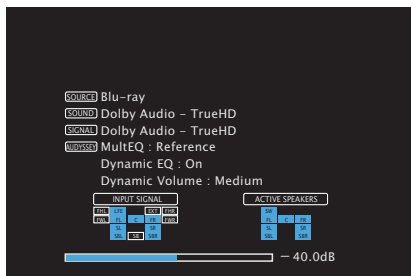 SOURCE Blu-ray
SOUND Dolby Audio - TrueHD
SIGNAL Dolby Audio - TrueHD
AUDYSSEY MultEQ : Reference
Dynamic EQ : On
Dynamic Volume : Medium
INPUT SIGNAL ACTIVE SPEAKERS
FHL LFE EXT FHR SW
FWL FL C FR FWR FL C FR
SL SR SL SR
SBL SB SBR SBL SBR
- 40.0dB